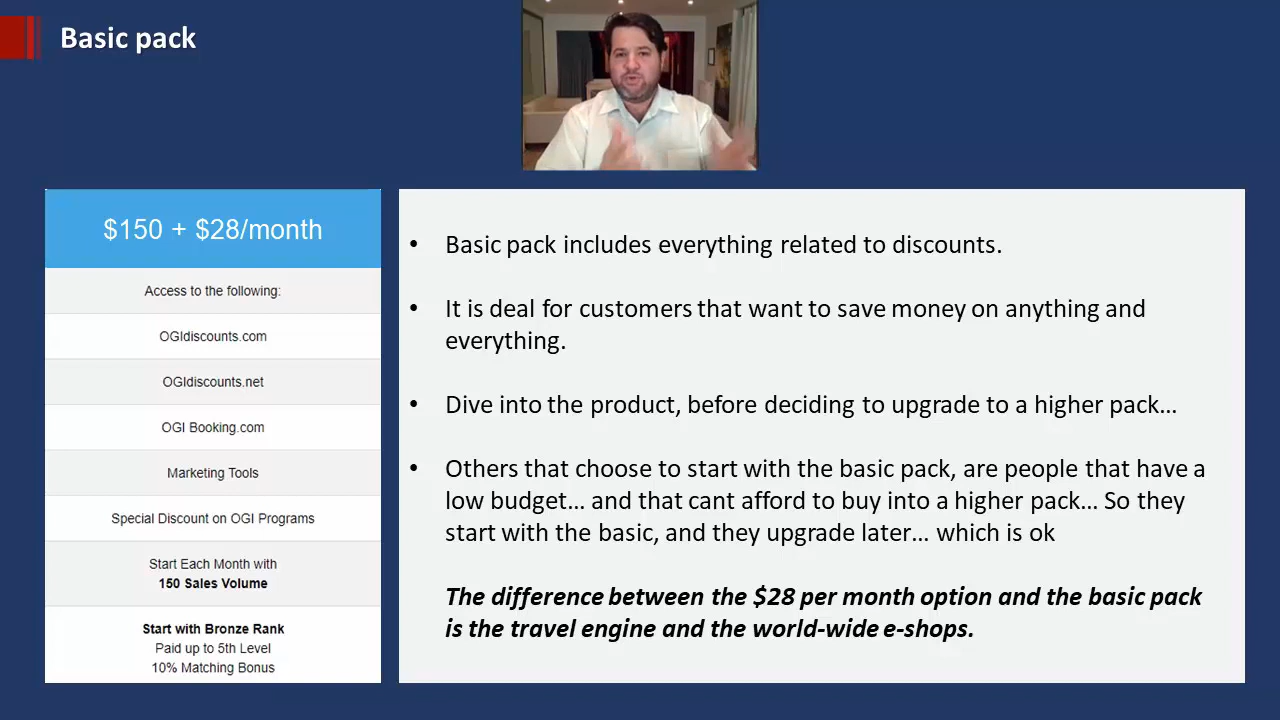 Basic pack
$150 + $28/month
Access to the following:
OGIdiscounts.com
OGIdiscounts.net
OGI Booking.com
Marketing Tools
Special Discount on OGI Programs
Start Each Month with
150 Sales Volume
Start with Bronze Rank
Paid up to 5th Level
10% Matching Bonus
• Basic pack includes everything related to discounts.
• It is deal for customers that want to save money on anything and
everything.
• Dive into the product, before deciding to upgrade to a higher pack…
• Others that choose to start with the basic pack, are people that have a
low budget… and that cant afford to buy into a higher pack… So they
start with the basic, and they upgrade later… which is ok
The difference between the $28 per month option and the basic pack
is the travel engine and the world-wide e-shops.